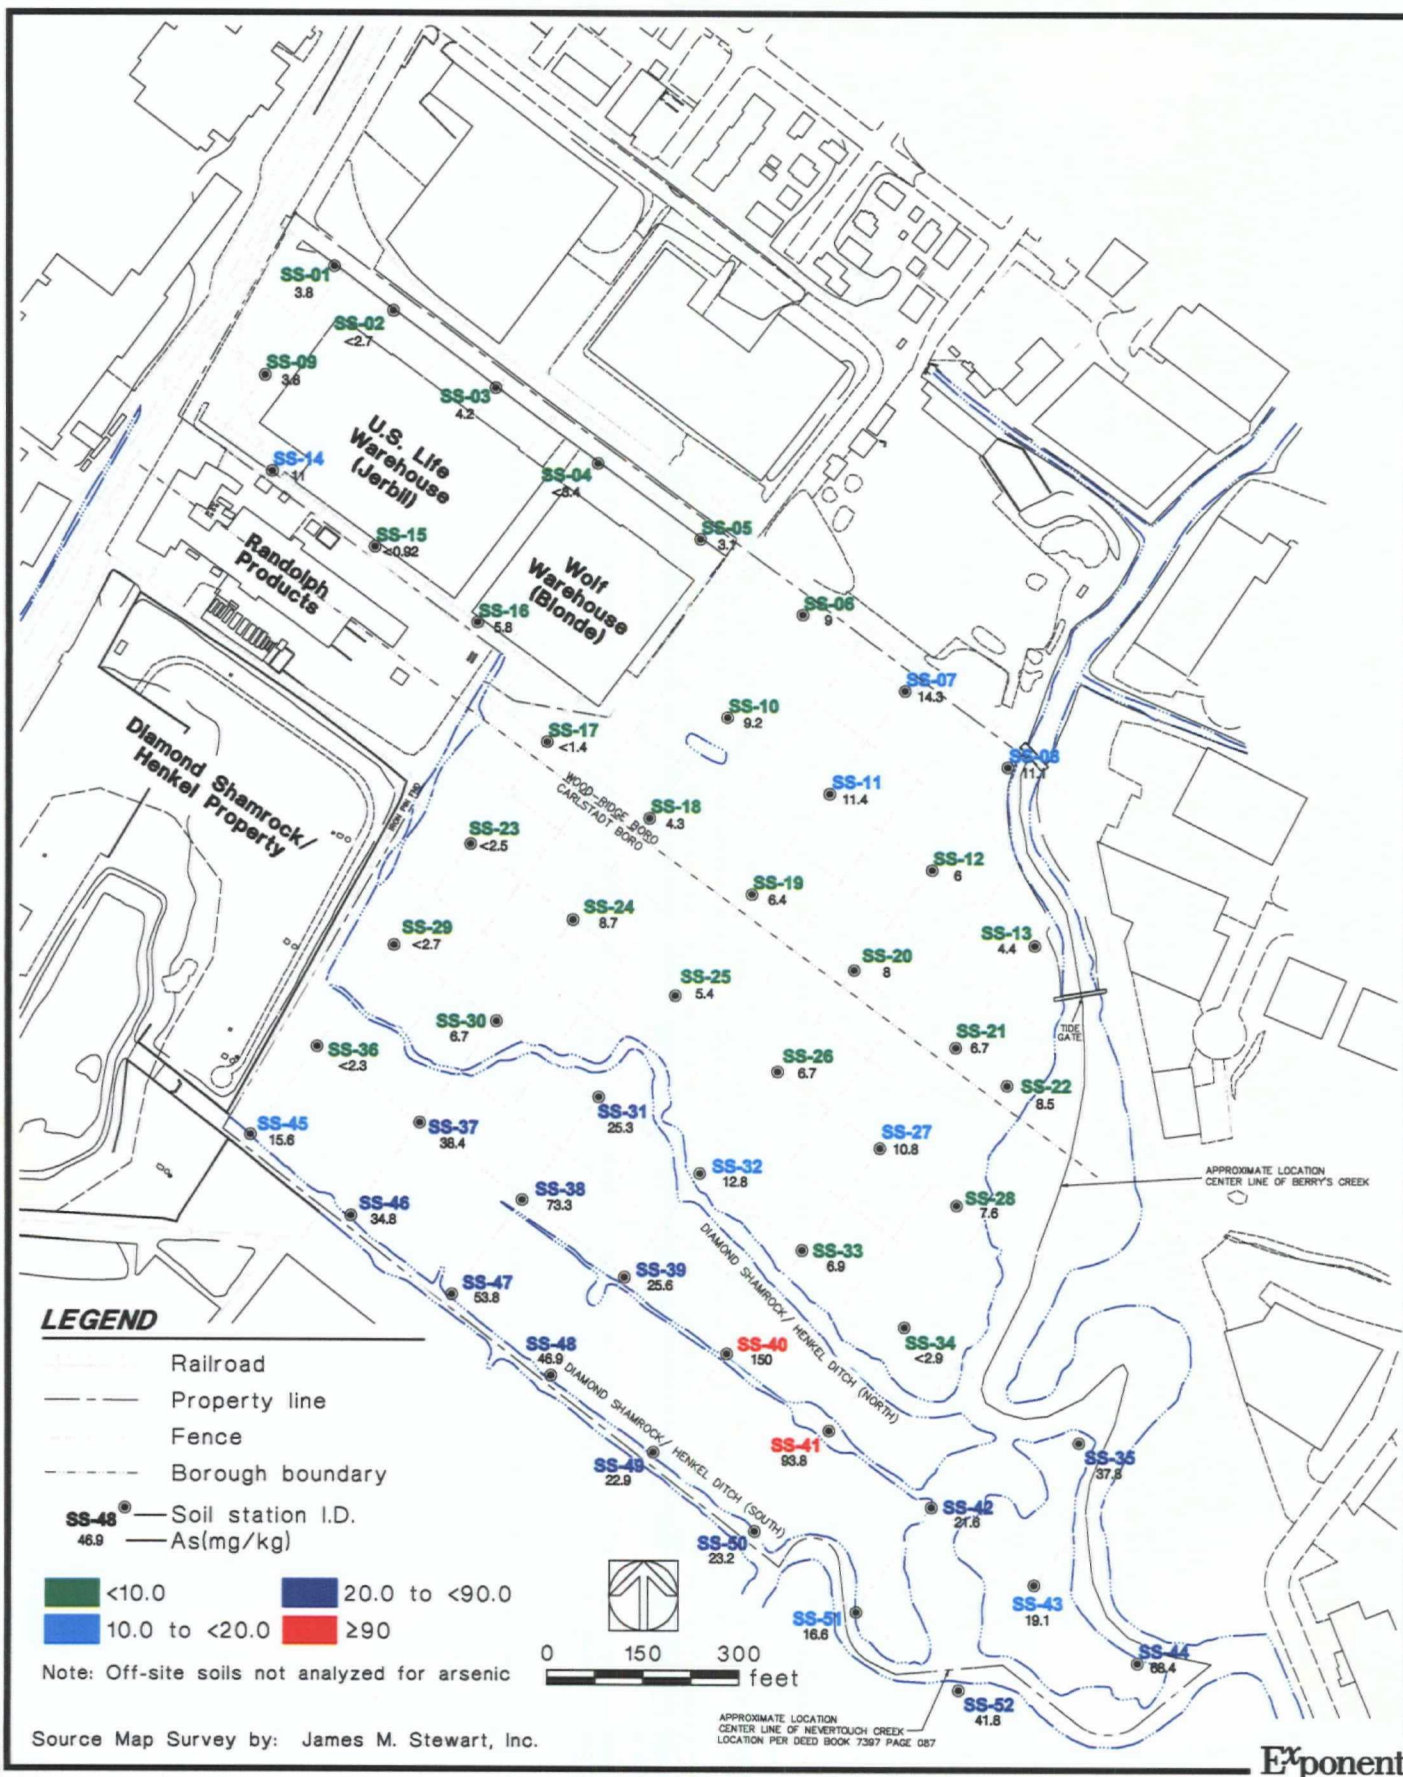 SS-01
3.8
SS-02
<2.7
SS-09
3.8
SS-03
4.2
U.S. Life
Warehouse
(Jerbil)
SS-14
11
SS-04
<3.4
SS-15
<0.92
SS-05
3.1
Randolph
Products
Wolf
Warehouse
(Blonde)
SS-16
5.8
SS-06
9
SS-07
14.3
SS-10
9.2
SS-17
<1.4
SS-08
11.1
Diamond Shamrock/
Henkel Property
WOOD-RIDGE BORO
CARLSTADT BORO
SS-11
11.4
SS-18
4.3
SS-23
<2.5
SS-12
6
SS-19
6.4
SS-24
8.7
SS-29
<2.7
SS-13
4.4
SS-20
8
SS-25
5.4
SS-30
6.7
TIDE
GATE
SS-21
6.7
SS-36
<2.3
SS-26
6.7
SS-22
8.5
SS-31
25.3
SS-45
15.6
SS-37
38.4
SS-27
10.8
SS-32
12.8
APPROXIMATE LOCATION
CENTER LINE OF BERRY'S CREEK
SS-38
73.3
SS-46
34.8
SS-28
7.6
DIAMOND SHAMROCK/ HENKEL DITCH (NORTH)
SS-33
6.9
SS-39
25.6
SS-47
53.8
SS-34
<2.9
SS-48
46.9
SS-40
150
DIAMOND SHAMROCK/ HENKEL DITCH (SOUTH)
SS-41
93.8
SS-35
37.8
SS-49
22.9
SS-42
21.6
SS-50
23.2
SS-43
19.1
SS-51
16.6
SS-44
68.4
SS-52
41.8
LEGEND
Railroad
Property line
Fence
Borough boundary
SS-48 Soil station I.D.
46.9 As(mg/kg)
<10.0 20.0 to <90.0
10.0 to <20.0 ≥90
Note: Off-site soils not analyzed for arsenic
0 150 300
feet
APPROXIMATE LOCATION
CENTER LINE OF NEVERTOUCH CREEK
LOCATION PER DEED BOOK 7397 PAGE 087
Source Map Survey by: James M. Stewart, Inc.
Exponent